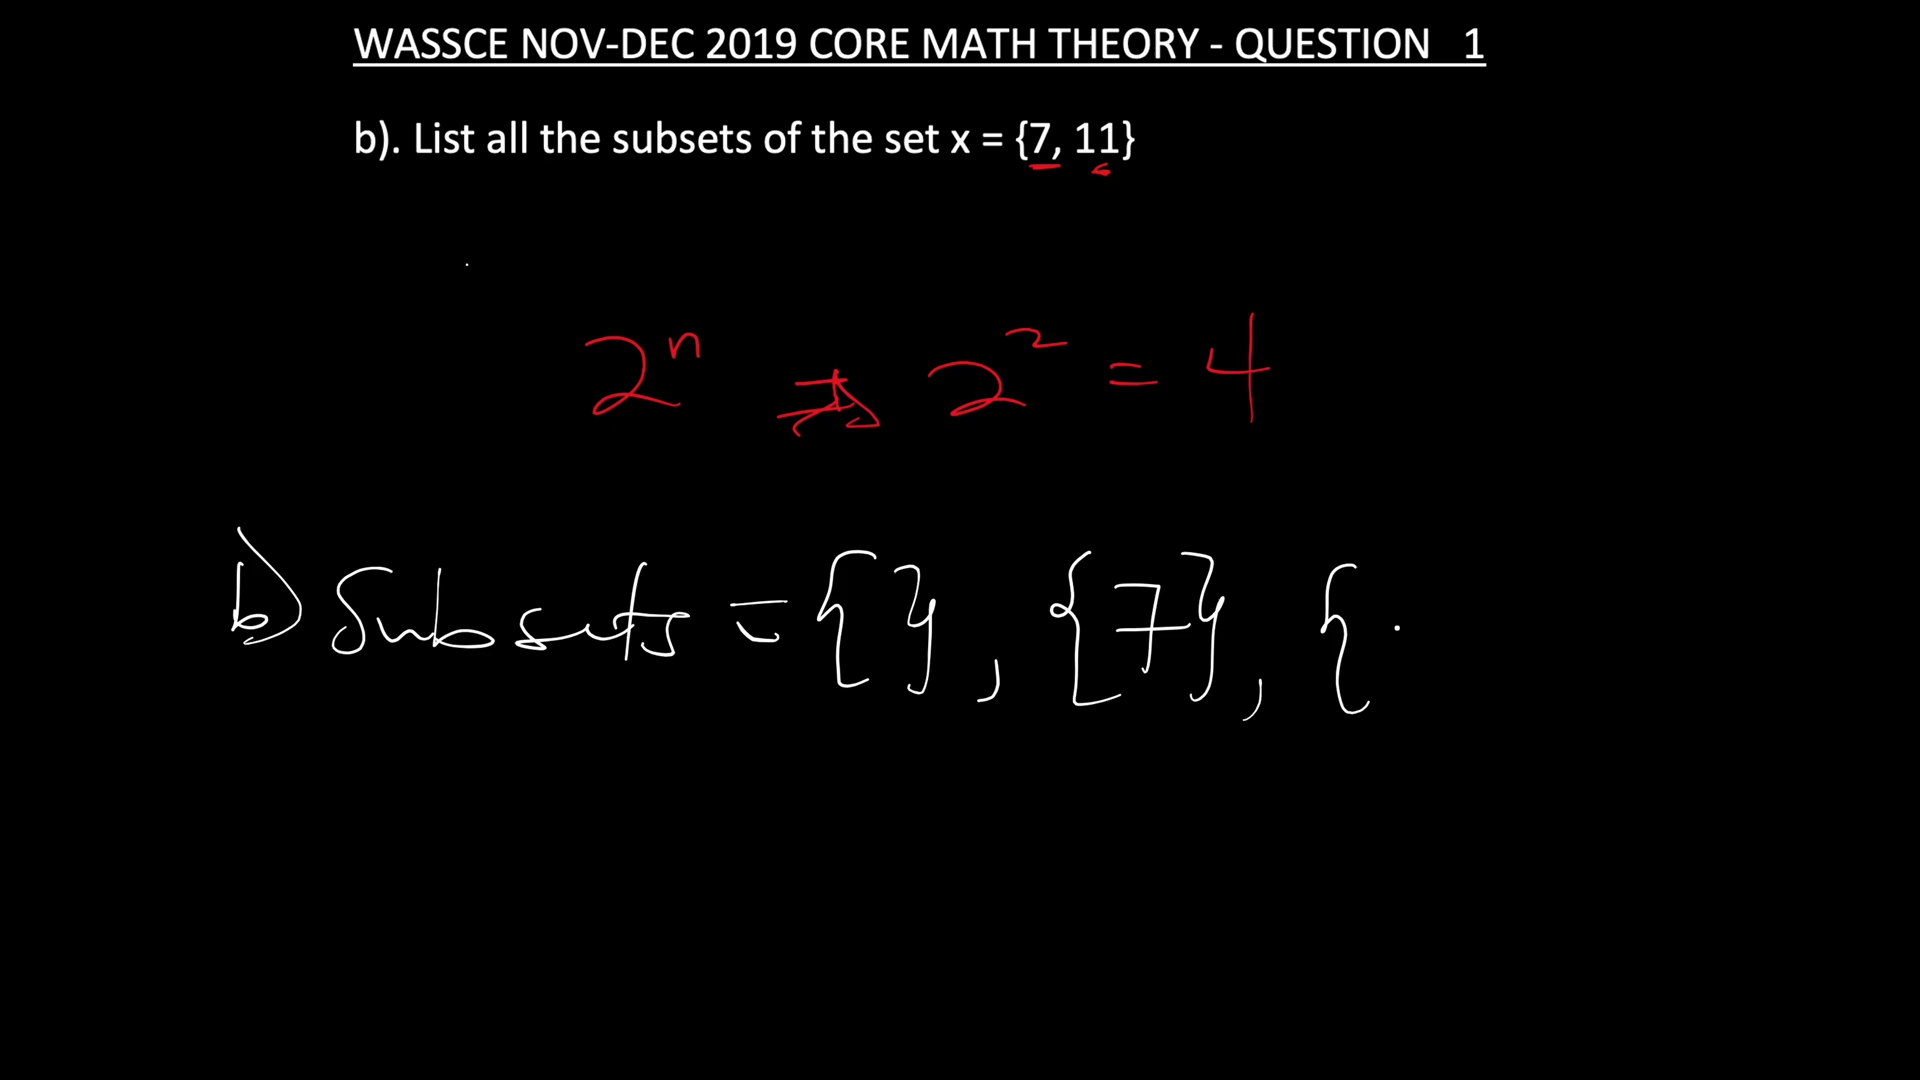 WASSCE NOV-DEC 2019 CORE MATH THEORY - QUESTION 1
b). List all the subsets of the set x = {7, 11}
2ⁿ ⇒ 2² = 4
b) Subsets = { }, {7}, {